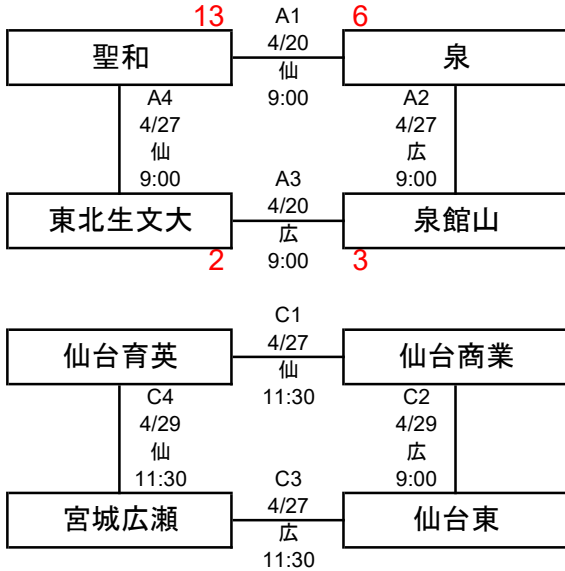 13 A1 6
聖和 4/20 泉
仙
9:00
A4 A2
4/27 4/27
仙 広
9:00 9:00
A3
東北生文大 4/20 泉館山
広
2 9:00 3
C1
仙台育英 4/27 仙台商業
仙
11:30
C4 C2
4/29 4/29
仙 広
11:30 9:00
C3
宮城広瀬 4/27 仙台東
広
11:30